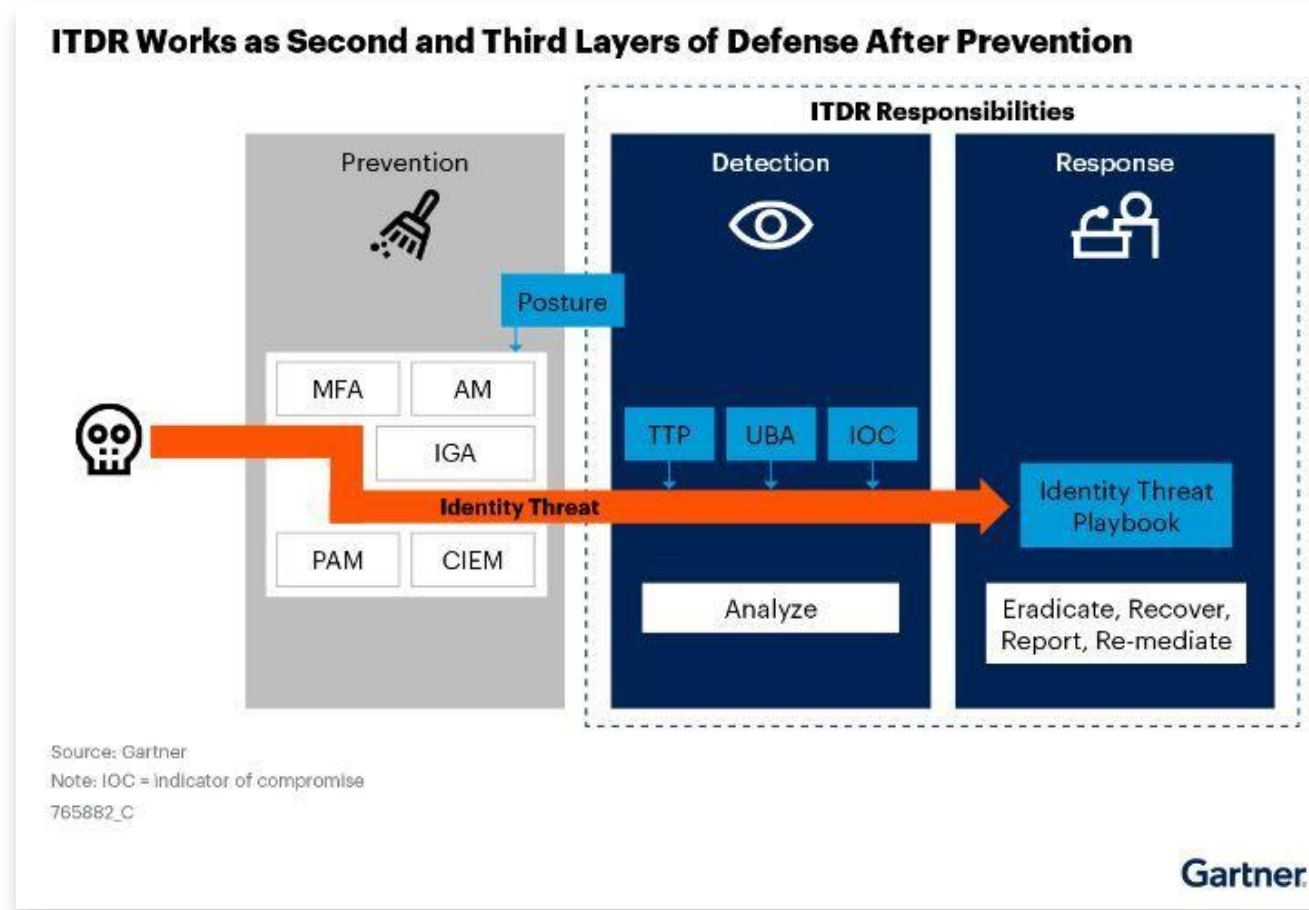 ITDR Works as Second and Third Layers of Defense After Prevention
ITDR Responsibilities
Prevention
Detection
Response
Posture
MFA
AM
IGA
TTP
UBA
IOC
Identity Threat
Identity Threat
Playbook
PAM
CIEM
Analyze
Eradicate, Recover,
Report, Re-mediate
Source: Gartner
Note: IOC = indicator of compromise
765882_C
Gartner